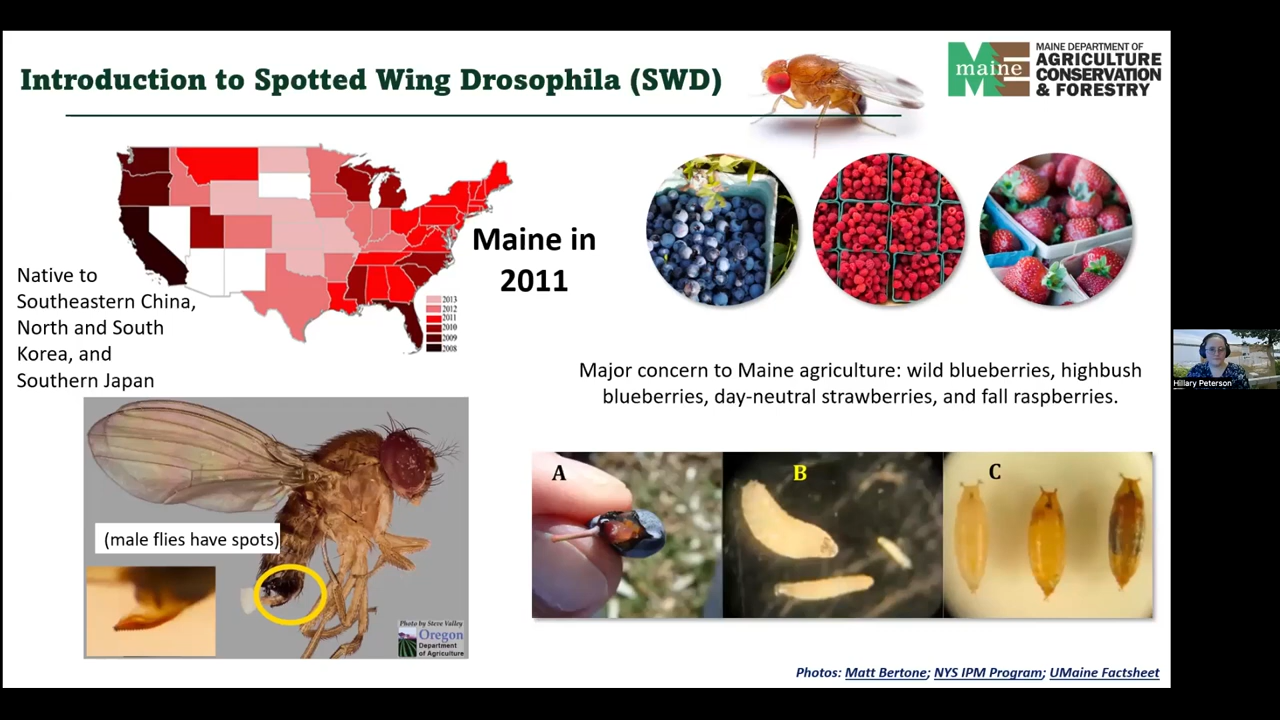 Introduction to Spotted Wing Drosophila (SWD)
maine
MAINE DEPARTMENT OF
AGRICULTURE
CONSERVATION
& FORESTRY
Maine in
2011
2013
2012
2011
2010
2009
2008
Native to
Southeastern China,
North and South
Korea, and
Southern Japan
Major concern to Maine agriculture: wild blueberries, highbush
blueberries, day-neutral strawberries, and fall raspberries.
Hillary Peterson
(male flies have spots)
Photo by Steve Valley
Oregon
Department
of Agriculture
A
B
C
Photos: Matt Bertone; NYS IPM Program; UMaine Factsheet